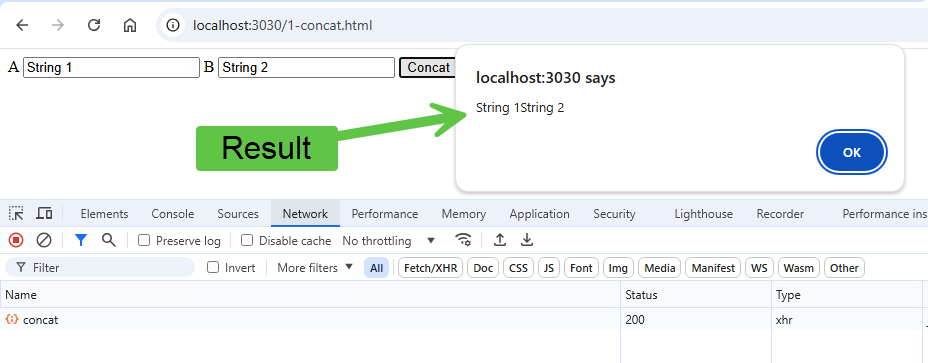 localhost:3030/1-concat.html
A String 1 B String 2 Concat
localhost:3030 says
String 1String 2
OK
Result
Elements Console Sources Network Performance Memory Application Security Lighthouse Recorder Performance ins
Preserve log Disable cache No throttling
Filter Invert More filters All Fetch/XHR Doc CSS JS Font Img Media Manifest WS Wasm Other
Name Status Type
concat 200 xhr